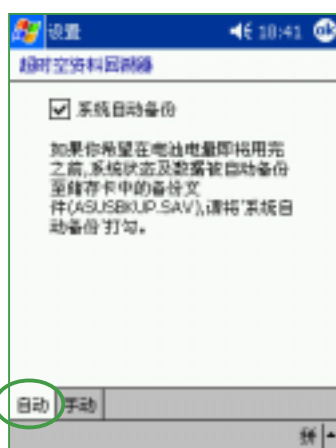 设置 18:41 ok
超时空资料回溯器
系统自动备份
如果你希望在电池电量即将用完
之前,系统状态及数据被自动备份
至储存卡中的备份文
件(ASUSBKUP.SAV),请将'系统自
动备份'打勾。
自动 手动
拼